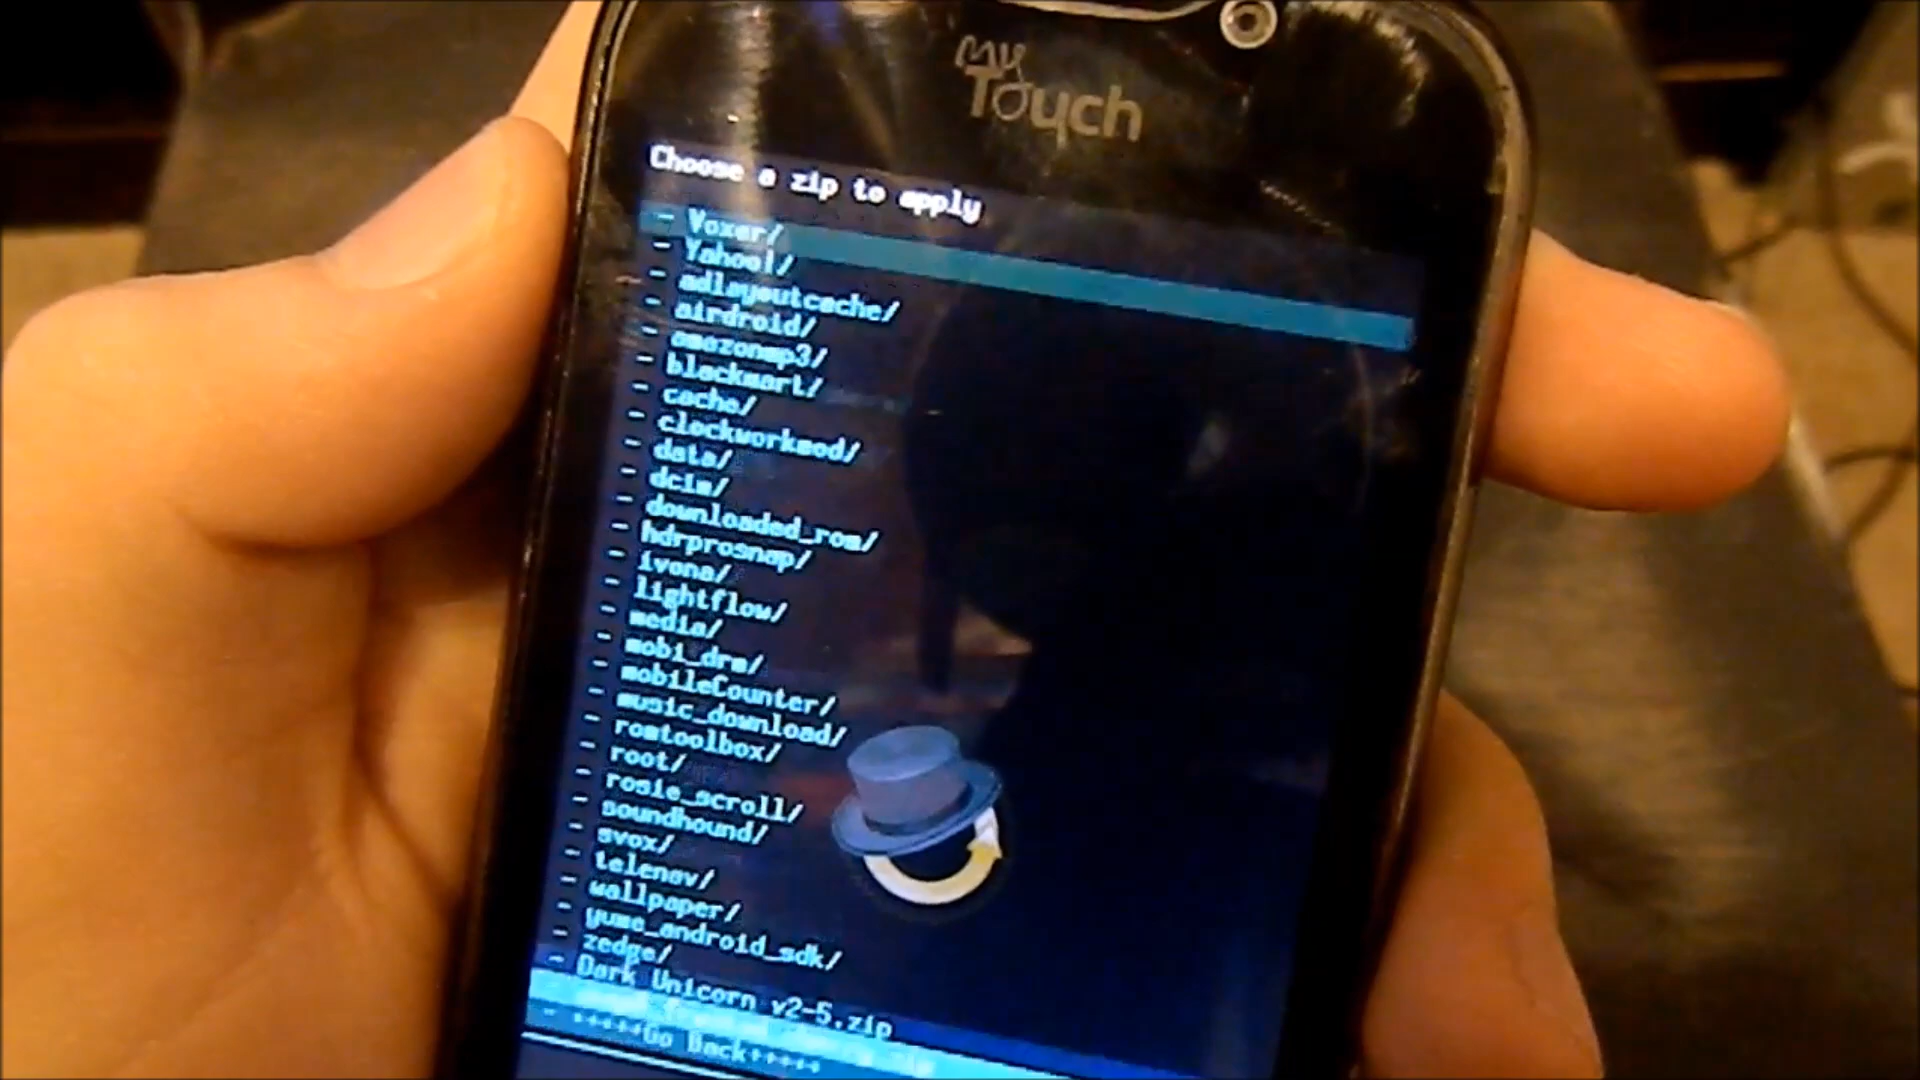 my
Touch
Choose a zip to apply
- Voxer/
- Yahoo!/
- adlayoutcache/
- airdroid/
- amazonmp3/
- blackmart/
- cache/
- clockworkmod/
- data/
- dcim/
- downloaded_rom/
- hdrprosnap/
- ivona/
- lightflow/
- media/
- mobi_drm/
- mobileCounter/
- music_download/
- romtoolbox/
- root/
- rosie_scroll/
- soundhound/
- svox/
- telenav/
- wallpaper/
- yume_android_sdk/
- zedge/
- Dark Unicorn v2-5.zip
- +++++Go Back+++++